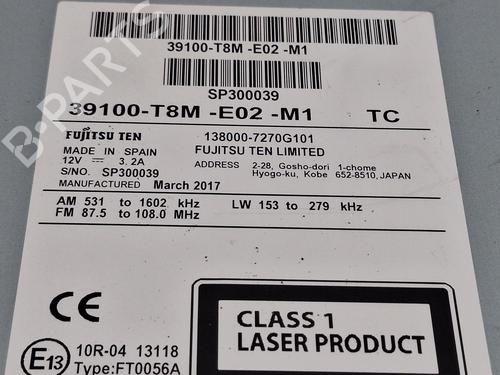 39100-T8M -E02 -M1
SP300039
39100-T8M -E02 -M1 TC
FUJITSU TEN 138000-7270G101
MADE IN SPAIN FUJITSU TEN LIMITED
12V 3.2A ADDRESS 2-28, Gosho-dori 1-chome
S/NO. SP300039 Hyogo-ku, Kobe 652-8510, JAPAN
MANUFACTURED March 2017
AM 531 to 1602 kHz LW 153 to 279 kHz
FM 87.5 to 108.0 MHz
CE
CLASS 1
LASER PRODUCT
E13 10R-04 13118
Type:FT0056A
B-PARTS